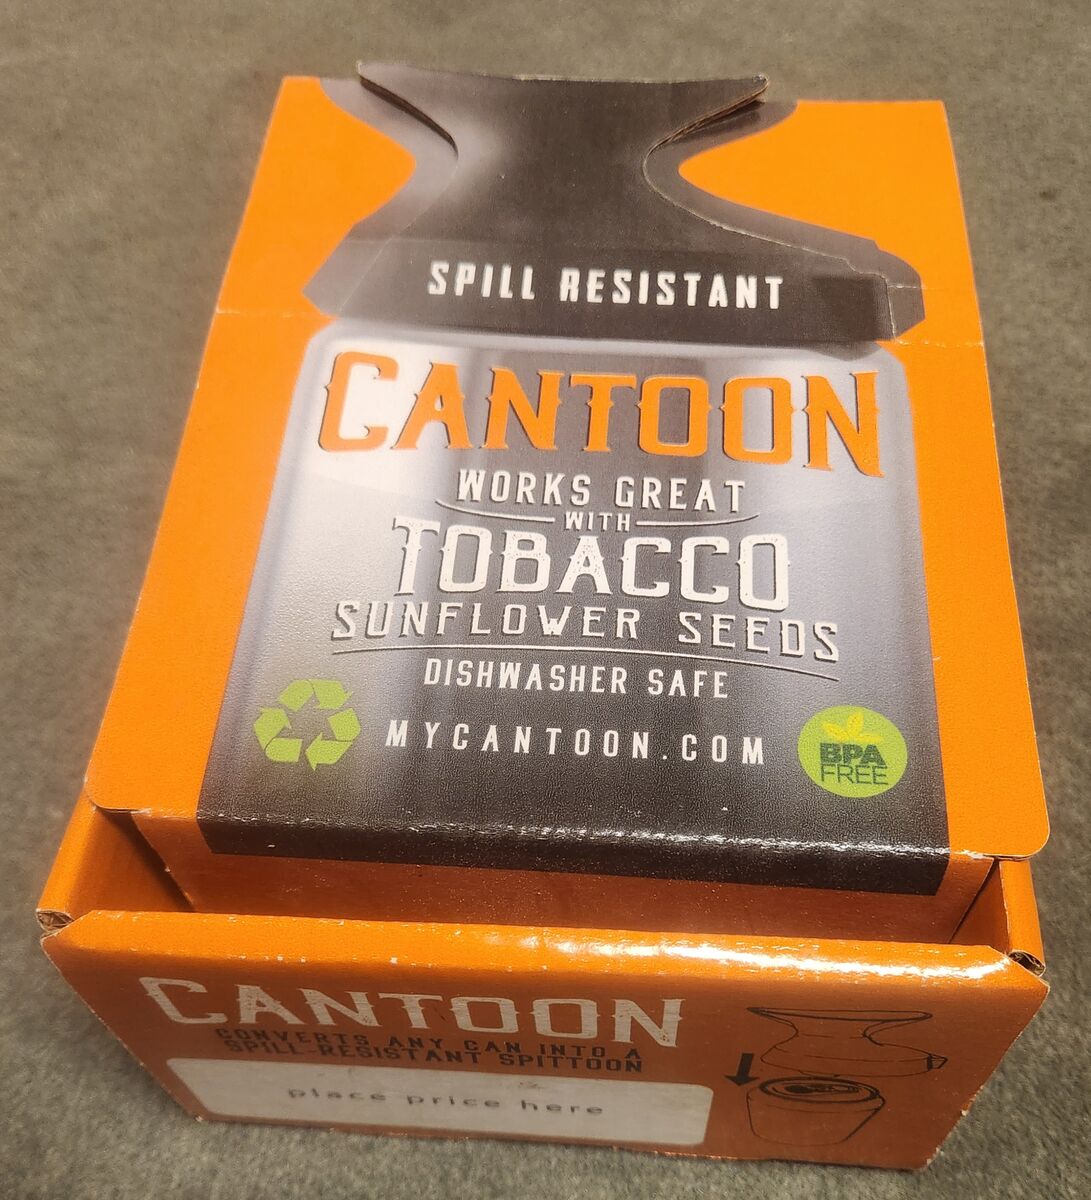 SPILL RESISTANT
CANTOON
WORKS GREAT
WITH
TOBACCO
SUNFLOWER SEEDS
DISHWASHER SAFE
MYCANTOON.COM
BPA
FREE
CANTOON
CONVERTS ANY CAN INTO A
SPILL-RESISTANT SPITTOON
place price here